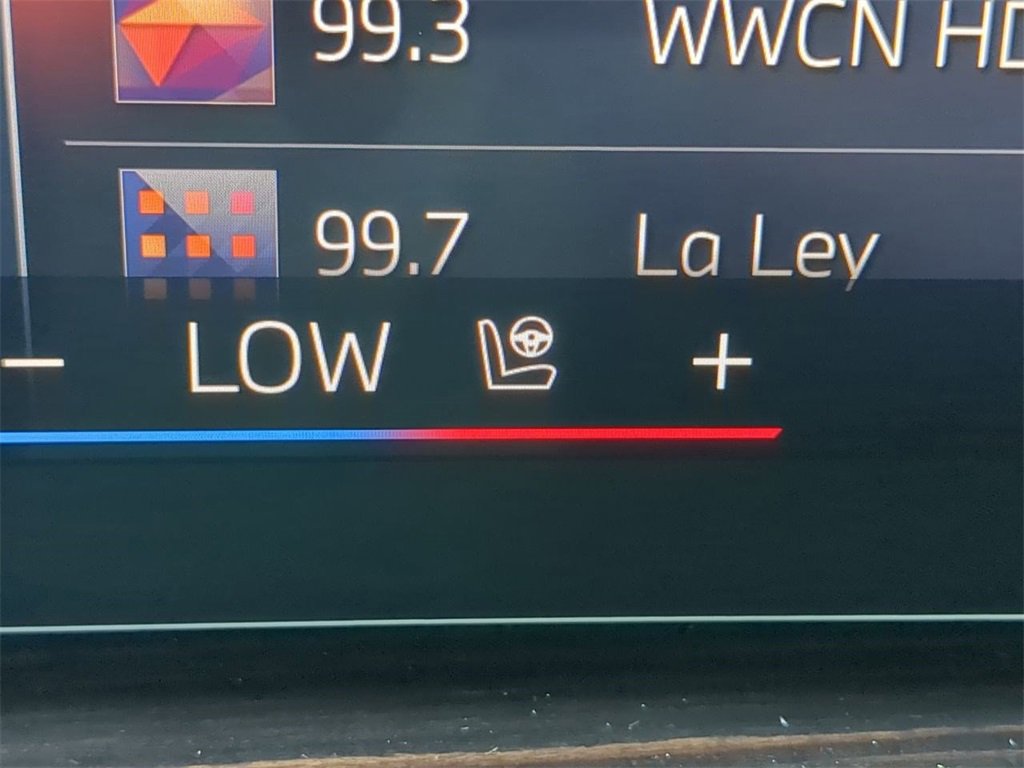 99.3 WWCN HD
99.7 La Ley
− LOW +